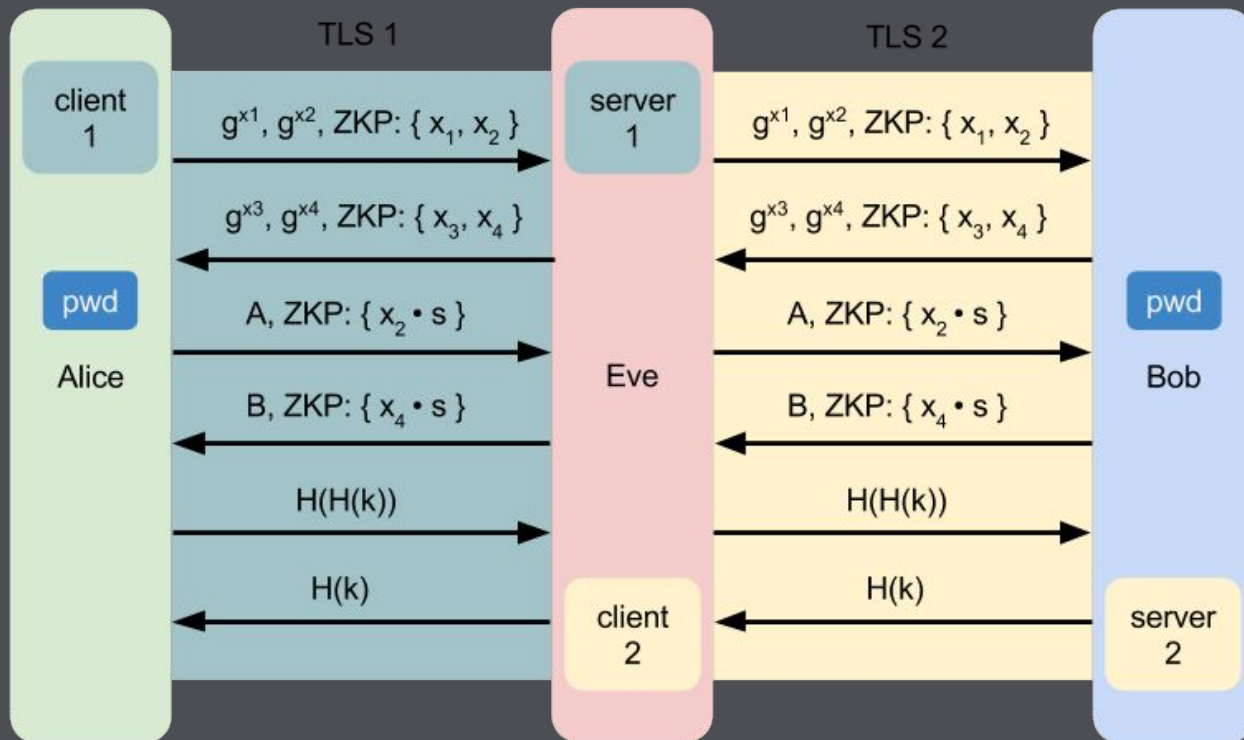 TLS 1
TLS 2
client
1
server
1
g^x1, g^x2, ZKP: { x₁, x₂ }
g^x1, g^x2, ZKP: { x₁, x₂ }
g^x3, g^x4, ZKP: { x₃, x₄ }
g^x3, g^x4, ZKP: { x₃, x₄ }
pwd
pwd
A, ZKP: { x₂ • s }
A, ZKP: { x₂ • s }
Alice
Eve
Bob
B, ZKP: { x₄ • s }
B, ZKP: { x₄ • s }
H(H(k))
H(H(k))
H(k)
H(k)
client
2
server
2